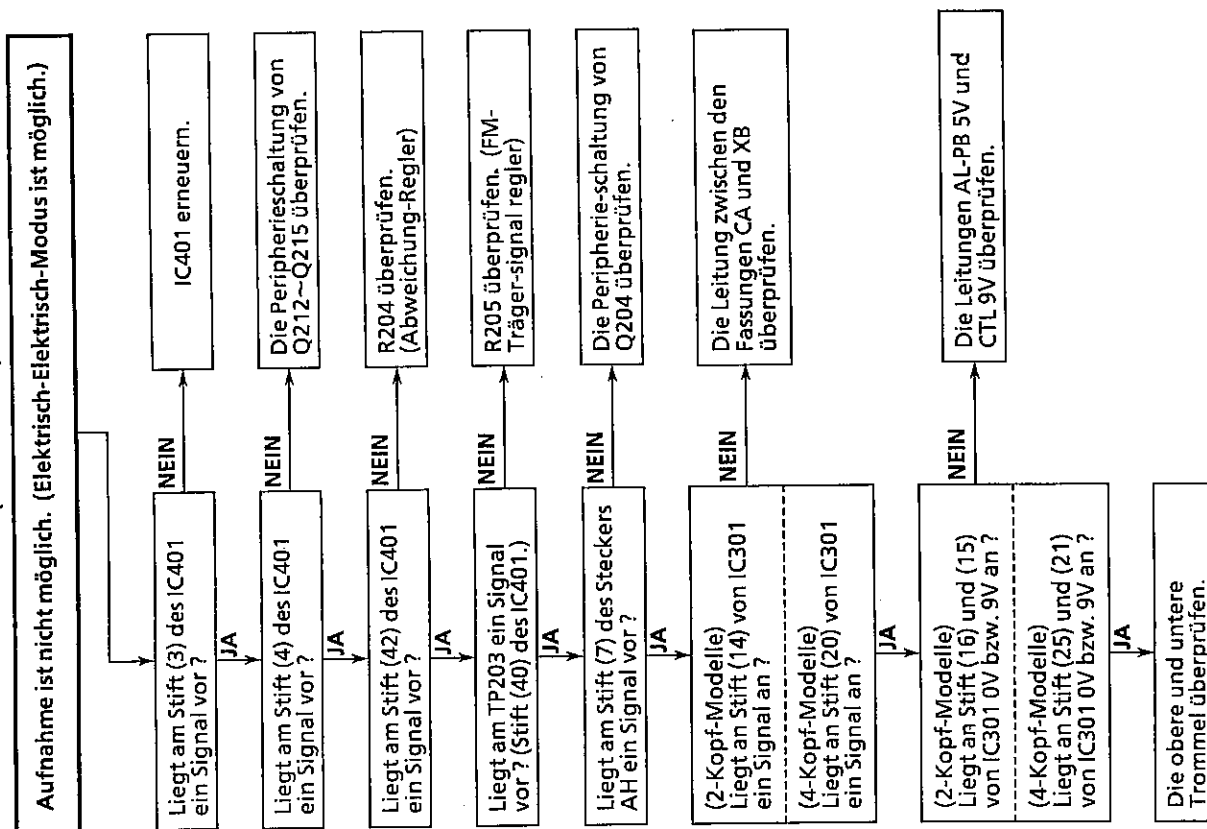 Aufnahme ist nicht möglich. (Elektrisch-Elektrisch-Modus ist möglich.)
Liegt am Stift (3) des IC401
ein Signal vor ?
NEIN
IC401 erneuern.
JA
Liegt am Stift (4) des IC401
ein Signal vor ?
NEIN
Die Peripherieschaltung von
Q212~Q215 überprüfen.
JA
Liegt am Stift (42) des IC401
ein Signal vor ?
NEIN
R204 überprüfen.
(Abweichung-Regler)
JA
Liegt am TP203 ein Signal
vor ? (Stift (40) des IC401.)
NEIN
R205 überprüfen. (FM-
Träger-signal regler)
JA
Liegt am Stift (7) des Steckers
AH ein Signal vor ?
NEIN
Die Peripherie-schaltung von
Q204 überprüfen.
JA
(2-Kopf-Modelle)
Liegt an Stift (14) von IC301
ein Signal an ?
(4-Kopf-Modelle)
Liegt an Stift (20) von IC301
ein Signal an ?
NEIN
Die Leitung zwischen den
Fassungen CA und XB
überprüfen.
JA
(2-Kopf-Modelle)
Liegt an Stift (16) und (15)
von IC301 0V bzw. 9V an ?
(4-Kopf-Modelle)
Liegt an Stift (25) und (21)
von IC301 0V bzw. 9V an ?
NEIN
Die Leitungen AL-PB 5V und
CTL 9V überprüfen.
JA
Die obere und untere
Trommel überprüfen.